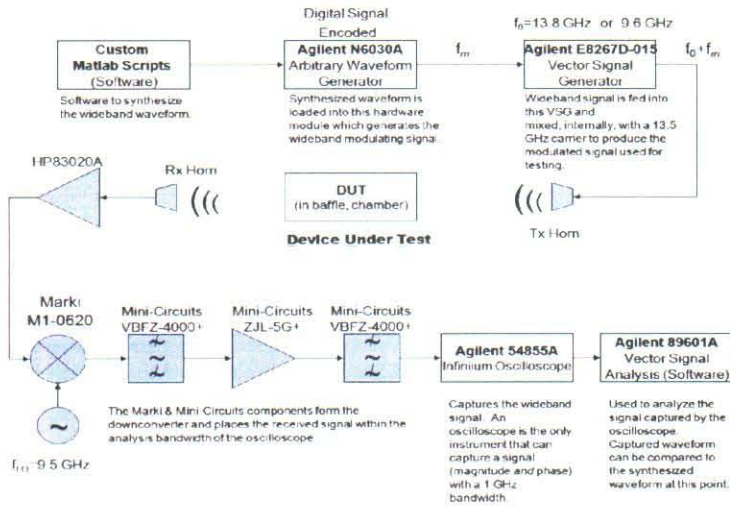 Digital Signal
Encoded
f₀=13.8 GHz or 9.6 GHz
Custom
Matlab Scripts
(Software)
Agilent N6030A
Arbitrary Waveform
Generator
fₘ
Agilent E8267D-015
Vector Signal
Generator
f₀+fₘ
Software to synthesize
the wideband waveform.
Synthesized waveform is
loaded into this hardware
module which generates the
wideband modulating signal.
Wideband signal is fed into
this VSG and
mixed, internally, with a 13.5
GHz carrier to produce the
modulated signal used for
testing.
HP83020A
Rx Horn
DUT
(in baffle, chamber)
Device Under Test
Tx Horn
Marki
M1-0620
Mini-Circuits
VBFZ-4000+
Mini-Circuits
ZJL-5G+
Mini-Circuits
VBFZ-4000+
Agilent 54855A
Infiniium Oscilloscope
Agilent 89601A
Vector Signal
Analysis (Software)
The Marki & Mini-Circuits components form the
downconverter and places the received signal within the
analysis bandwidth of the oscilloscope
Captures the wideband
signal. An
oscilloscope is the only
instrument that can
capture a signal
(magnitude and phase)
with a 1 GHz
bandwidth.
Used to analyze the
signal captured by the
oscilloscope.
Captured waveform
can be compared to
the synthesized
waveform at this point.
f_LO=9.5 GHz